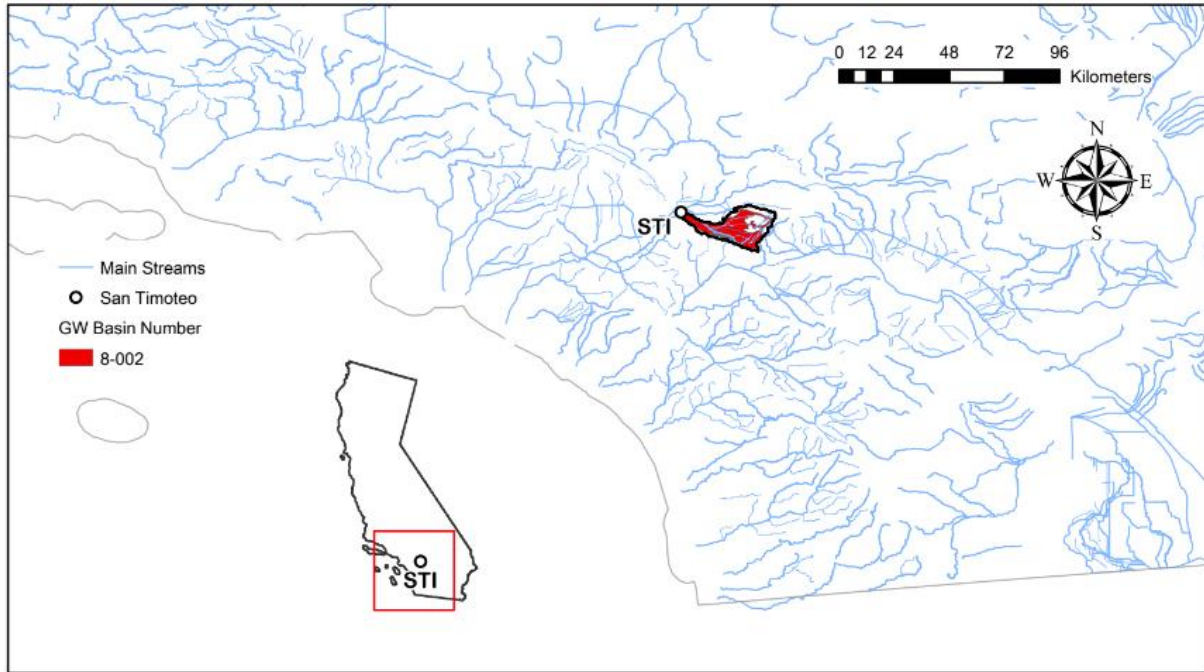 0 12 24 48 72 96
Kilometers
N
W E
S
STI
Main Streams
San Timoteo
GW Basin Number
8-002
STI